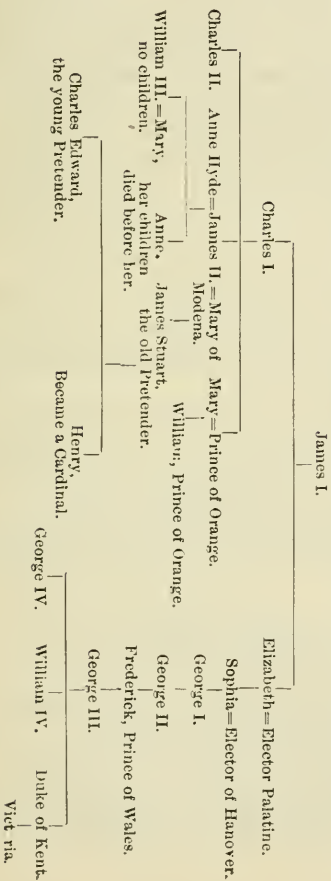 James I.
Charles I.
Elizabeth=Elector Palatine.
Charles II. Anne Hyde=James II.=Mary of Modena.
Mary=Prince of Orange.
Sophia=Elector of Hanover.
William III.=Mary,
no children.
Anne,
her children
died before her.
James Stuart,
the old Pretender.
William, Prince of Orange.
George I.
George II.
Charles Edward,
the young Pretender.
Henry,
Became a Cardinal.
Frederick, Prince of Wales.
George III.
George IV. William IV. Duke of Kent.
Vict ria.